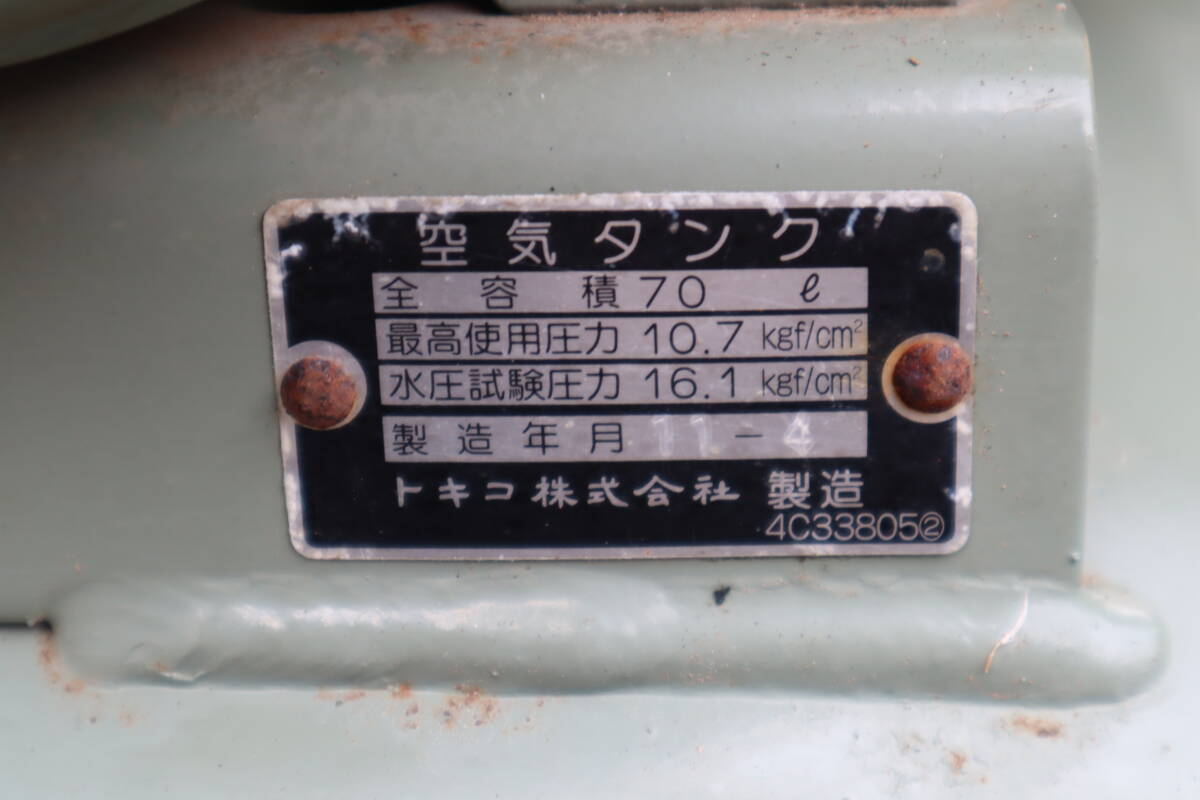 空気タンク
全容積 70 ℓ
最高使用圧力 10.7 kgf/cm²
水圧試験圧力 16.1 kgf/cm²
製造年月 11-4
トキコ株式会社 製造
4C33805②